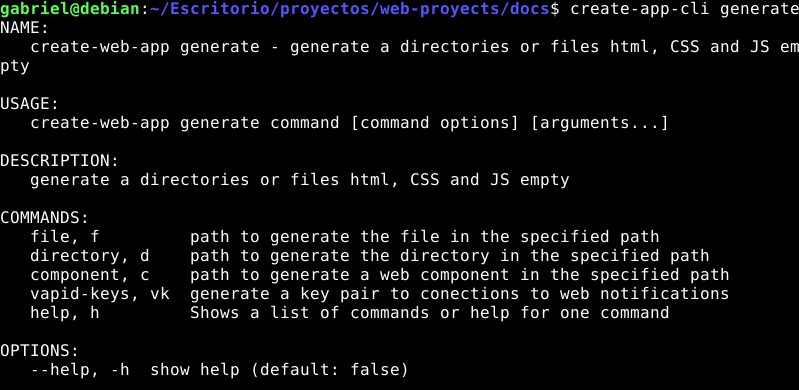 gabriel@debian:~/Escritorio/proyectos/web-proyects/docs$ create-app-cli generate
NAME:
   create-web-app generate - generate a directories or files html, CSS and JS em
pty

USAGE:
   create-web-app generate command [command options] [arguments...]

DESCRIPTION:
   generate a directories or files html, CSS and JS empty

COMMANDS:
   file, f         path to generate the file in the specified path
   directory, d    path to generate the directory in the specified path
   component, c    path to generate a web component in the specified path
   vapid-keys, vk  generate a key pair to conections to web notifications
   help, h         Shows a list of commands or help for one command

OPTIONS:
   --help, -h  show help (default: false)